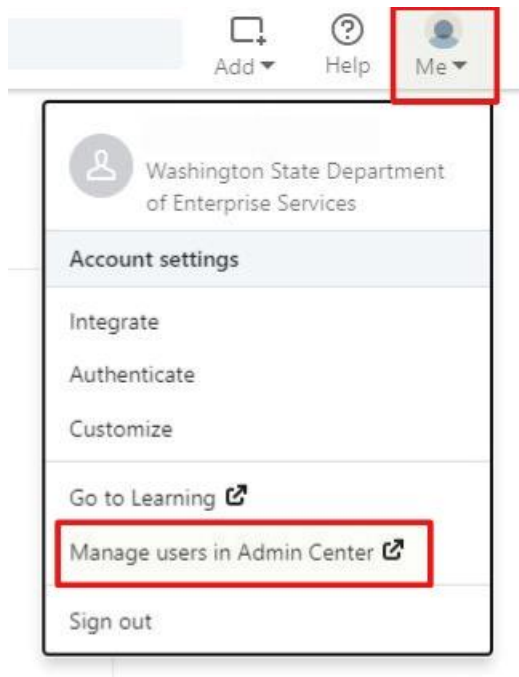 Add Help Me
Washington State Department
of Enterprise Services
Account settings
Integrate
Authenticate
Customize
Go to Learning
Manage users in Admin Center
Sign out